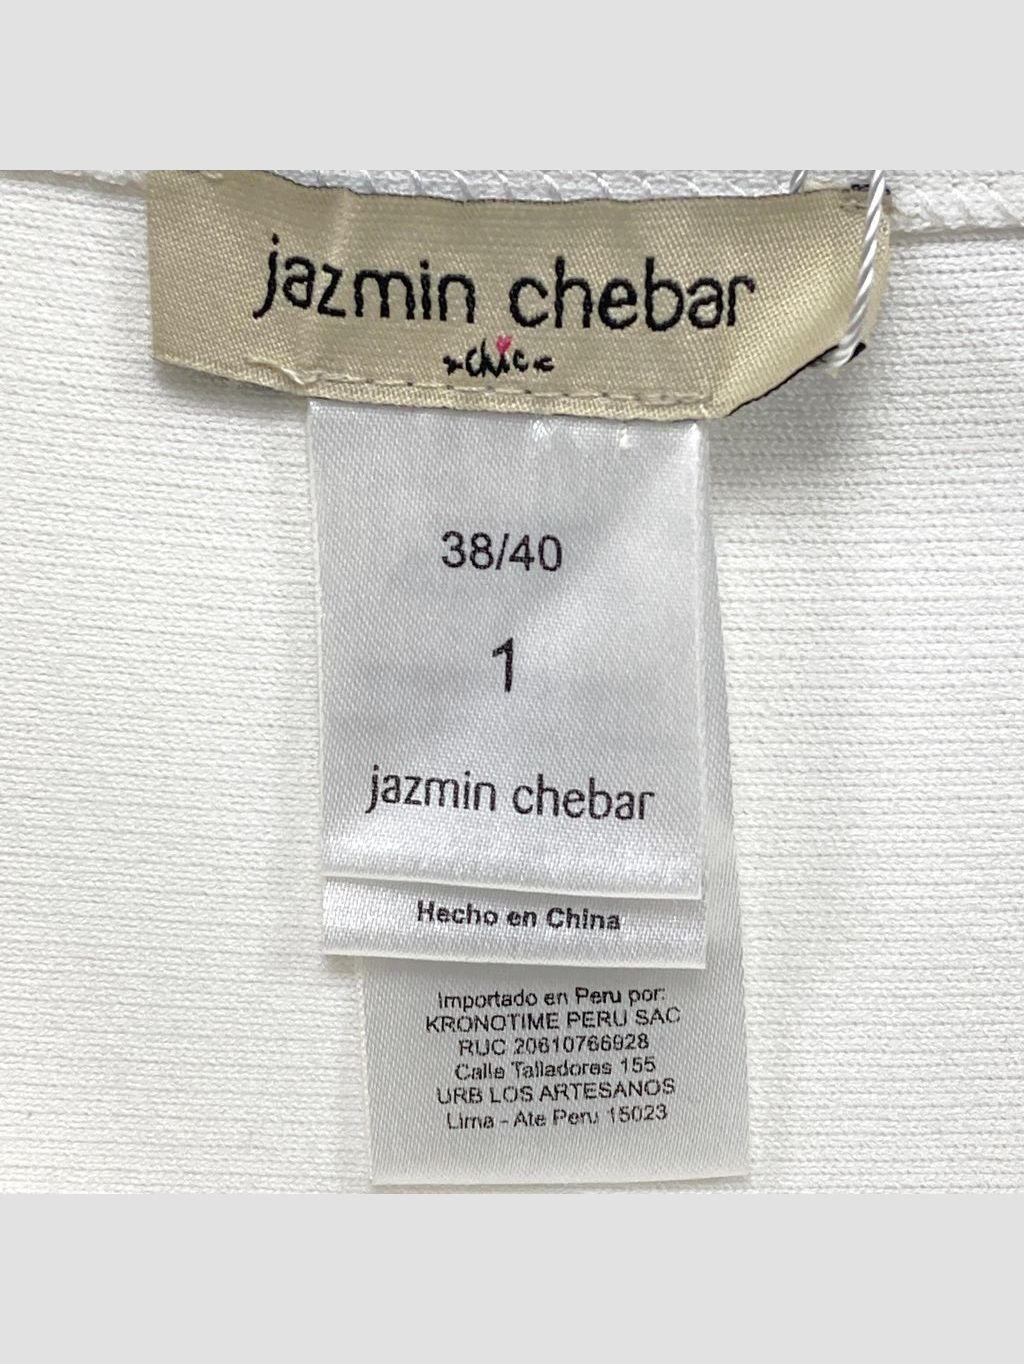 jazmin chebar
chic
38/40
1
jazmin chebar
Hecho en China
Importado en Peru por:
KRONOTIME PERU SAC
RUC 20610766928
Calle Talladores 155
URB LOS ARTESANOS
Lima - Ate Peru 15023